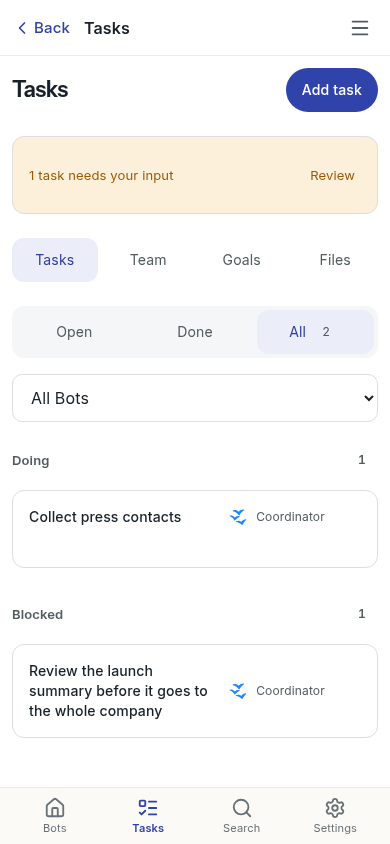 Back Tasks
Tasks
Add task
1 task needs your input
Review
Tasks Team Goals Files
Open Done All 2
All Bots
Doing 1
Collect press contacts
Coordinator
Blocked 1
Review the launch
summary before it goes to
the whole company
Coordinator
Bots Tasks Search Settings